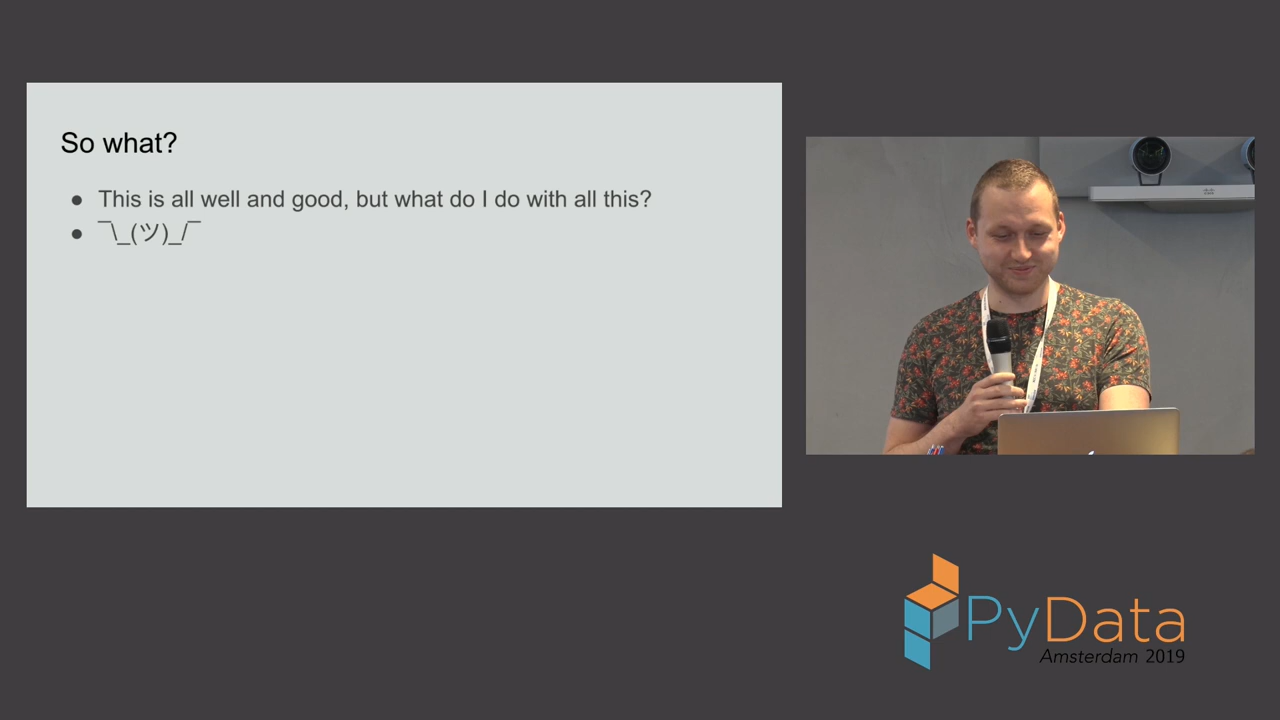 So what?
● This is all well and good, but what do I do with all this?
● ¯\_(ツ)_/¯
PyData
Amsterdam 2019